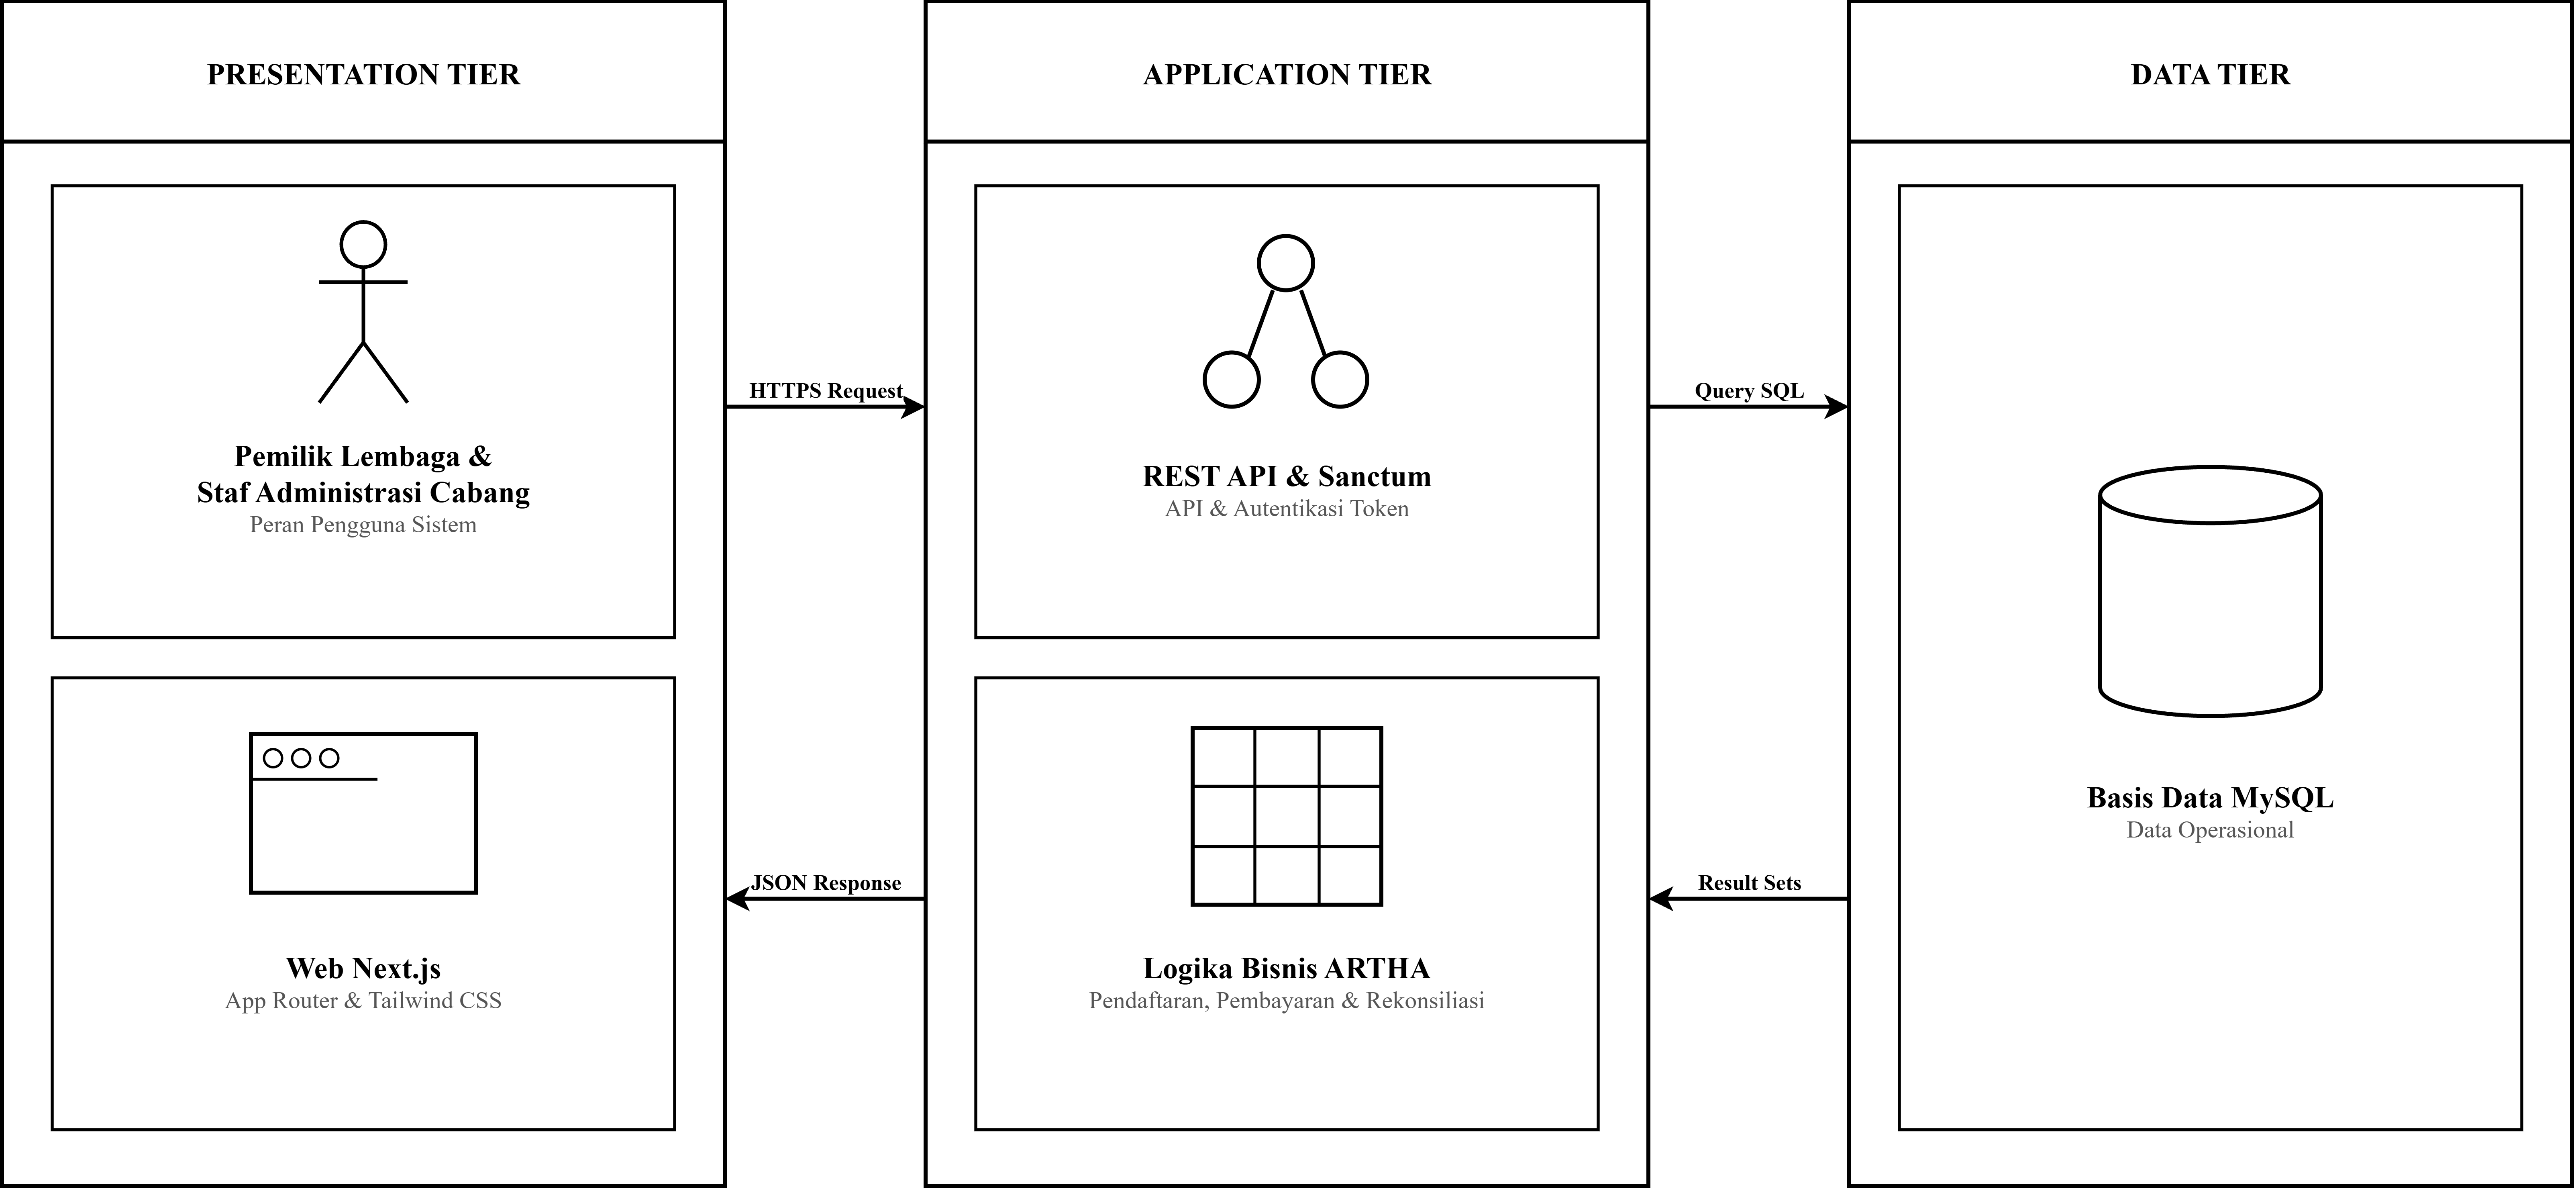 PRESENTATION TIER
Pemilik Lembaga &
Staf Administrasi Cabang
Peran Pengguna Sistem
Web Next.js
App Router & Tailwind CSS
HTTPS Request
JSON Response
APPLICATION TIER
REST API & Sanctum
API & Autentikasi Token
Logika Bisnis ARTHA
Pendaftaran, Pembayaran & Rekonsiliasi
Query SQL
Result Sets
DATA TIER
Basis Data MySQL
Data Operasional